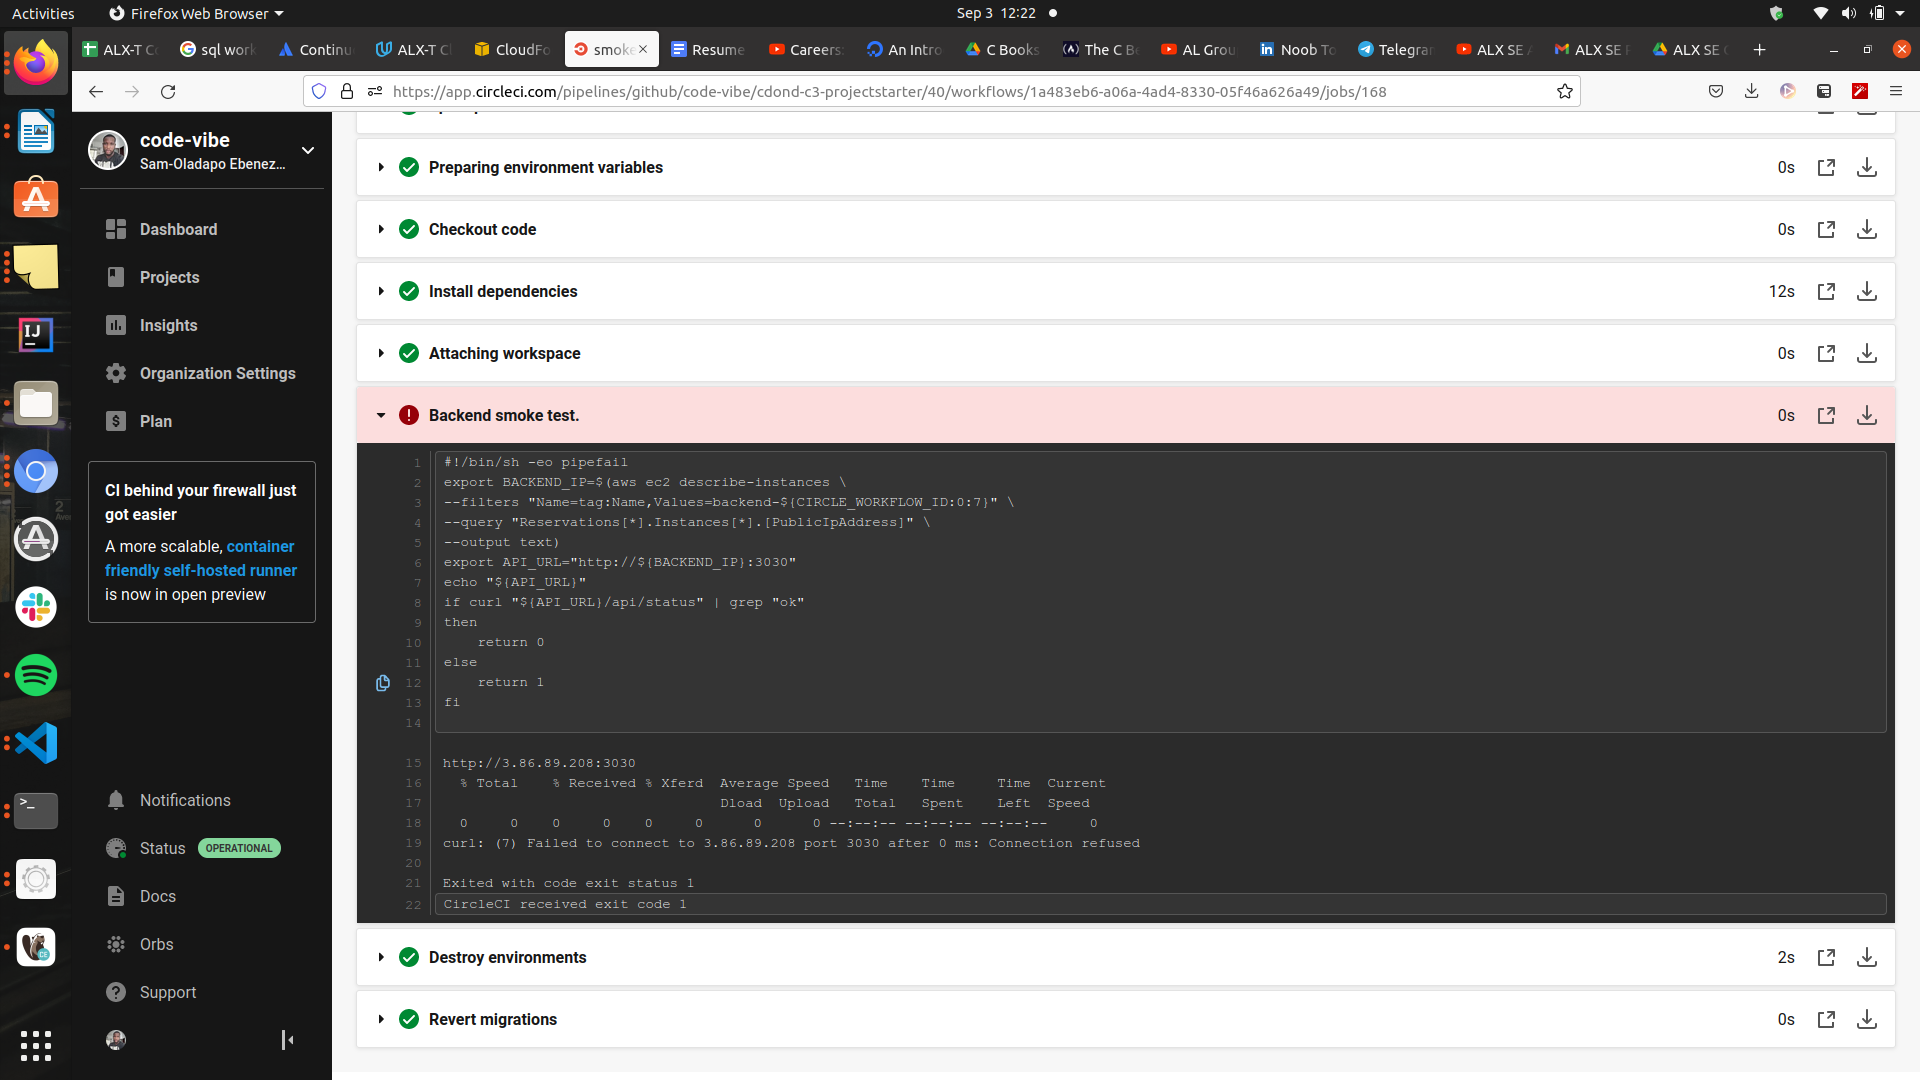 Activities
Firefox Web Browser
Sep 3 12:22
ALX-T Co
sql work
Continu
ALX-T Cl
CloudFo
smoke
Resume
Careers
An Intro
C Books
The C Be
AL Grou
Noob To
Telegram
ALX SE
ALX SE
ALX SE
https://app.circleci.com/pipelines/github/code-vibe/cdond-c3-projectstarter/40/workflows/1a483eb6-a06a-4ad4-8330-05f46a626a49/jobs/168
code-vibe
Sam-Oladapo Ebenez...
Dashboard
Projects
Insights
Organization Settings
Plan
CI behind your firewall just
got easier
A more scalable, container
friendly self-hosted runner
is now in open preview
Notifications
Status OPERATIONAL
Docs
Orbs
Support
Preparing environment variables 0s
Checkout code 0s
Install dependencies 12s
Attaching workspace 0s
Backend smoke test. 0s
1 #!/bin/sh -eo pipefail
2 export BACKEND_IP=$(aws ec2 describe-instances \
3 --filters "Name=tag:Name,Values=backend-${CIRCLE_WORKFLOW_ID:0:7}" \
4 --query "Reservations[*].Instances[*].[PublicIpAddress]" \
5 --output text)
6 export API_URL="http://${BACKEND_IP}:3030"
7 echo "${API_URL}"
8 if curl "${API_URL}/api/status" | grep "ok"
9 then
10     return 0
11 else
12     return 1
13 fi
14
15 http://3.86.89.208:3030
16   % Total    % Received % Xferd  Average Speed   Time    Time     Time  Current
17                                  Dload  Upload   Total   Spent    Left  Speed
18   0     0    0     0    0     0      0      0 --:--:-- --:--:-- --:--:--     0
19 curl: (7) Failed to connect to 3.86.89.208 port 3030 after 0 ms: Connection refused
20
21 Exited with code exit status 1
22 CircleCI received exit code 1
Destroy environments 2s
Revert migrations 0s